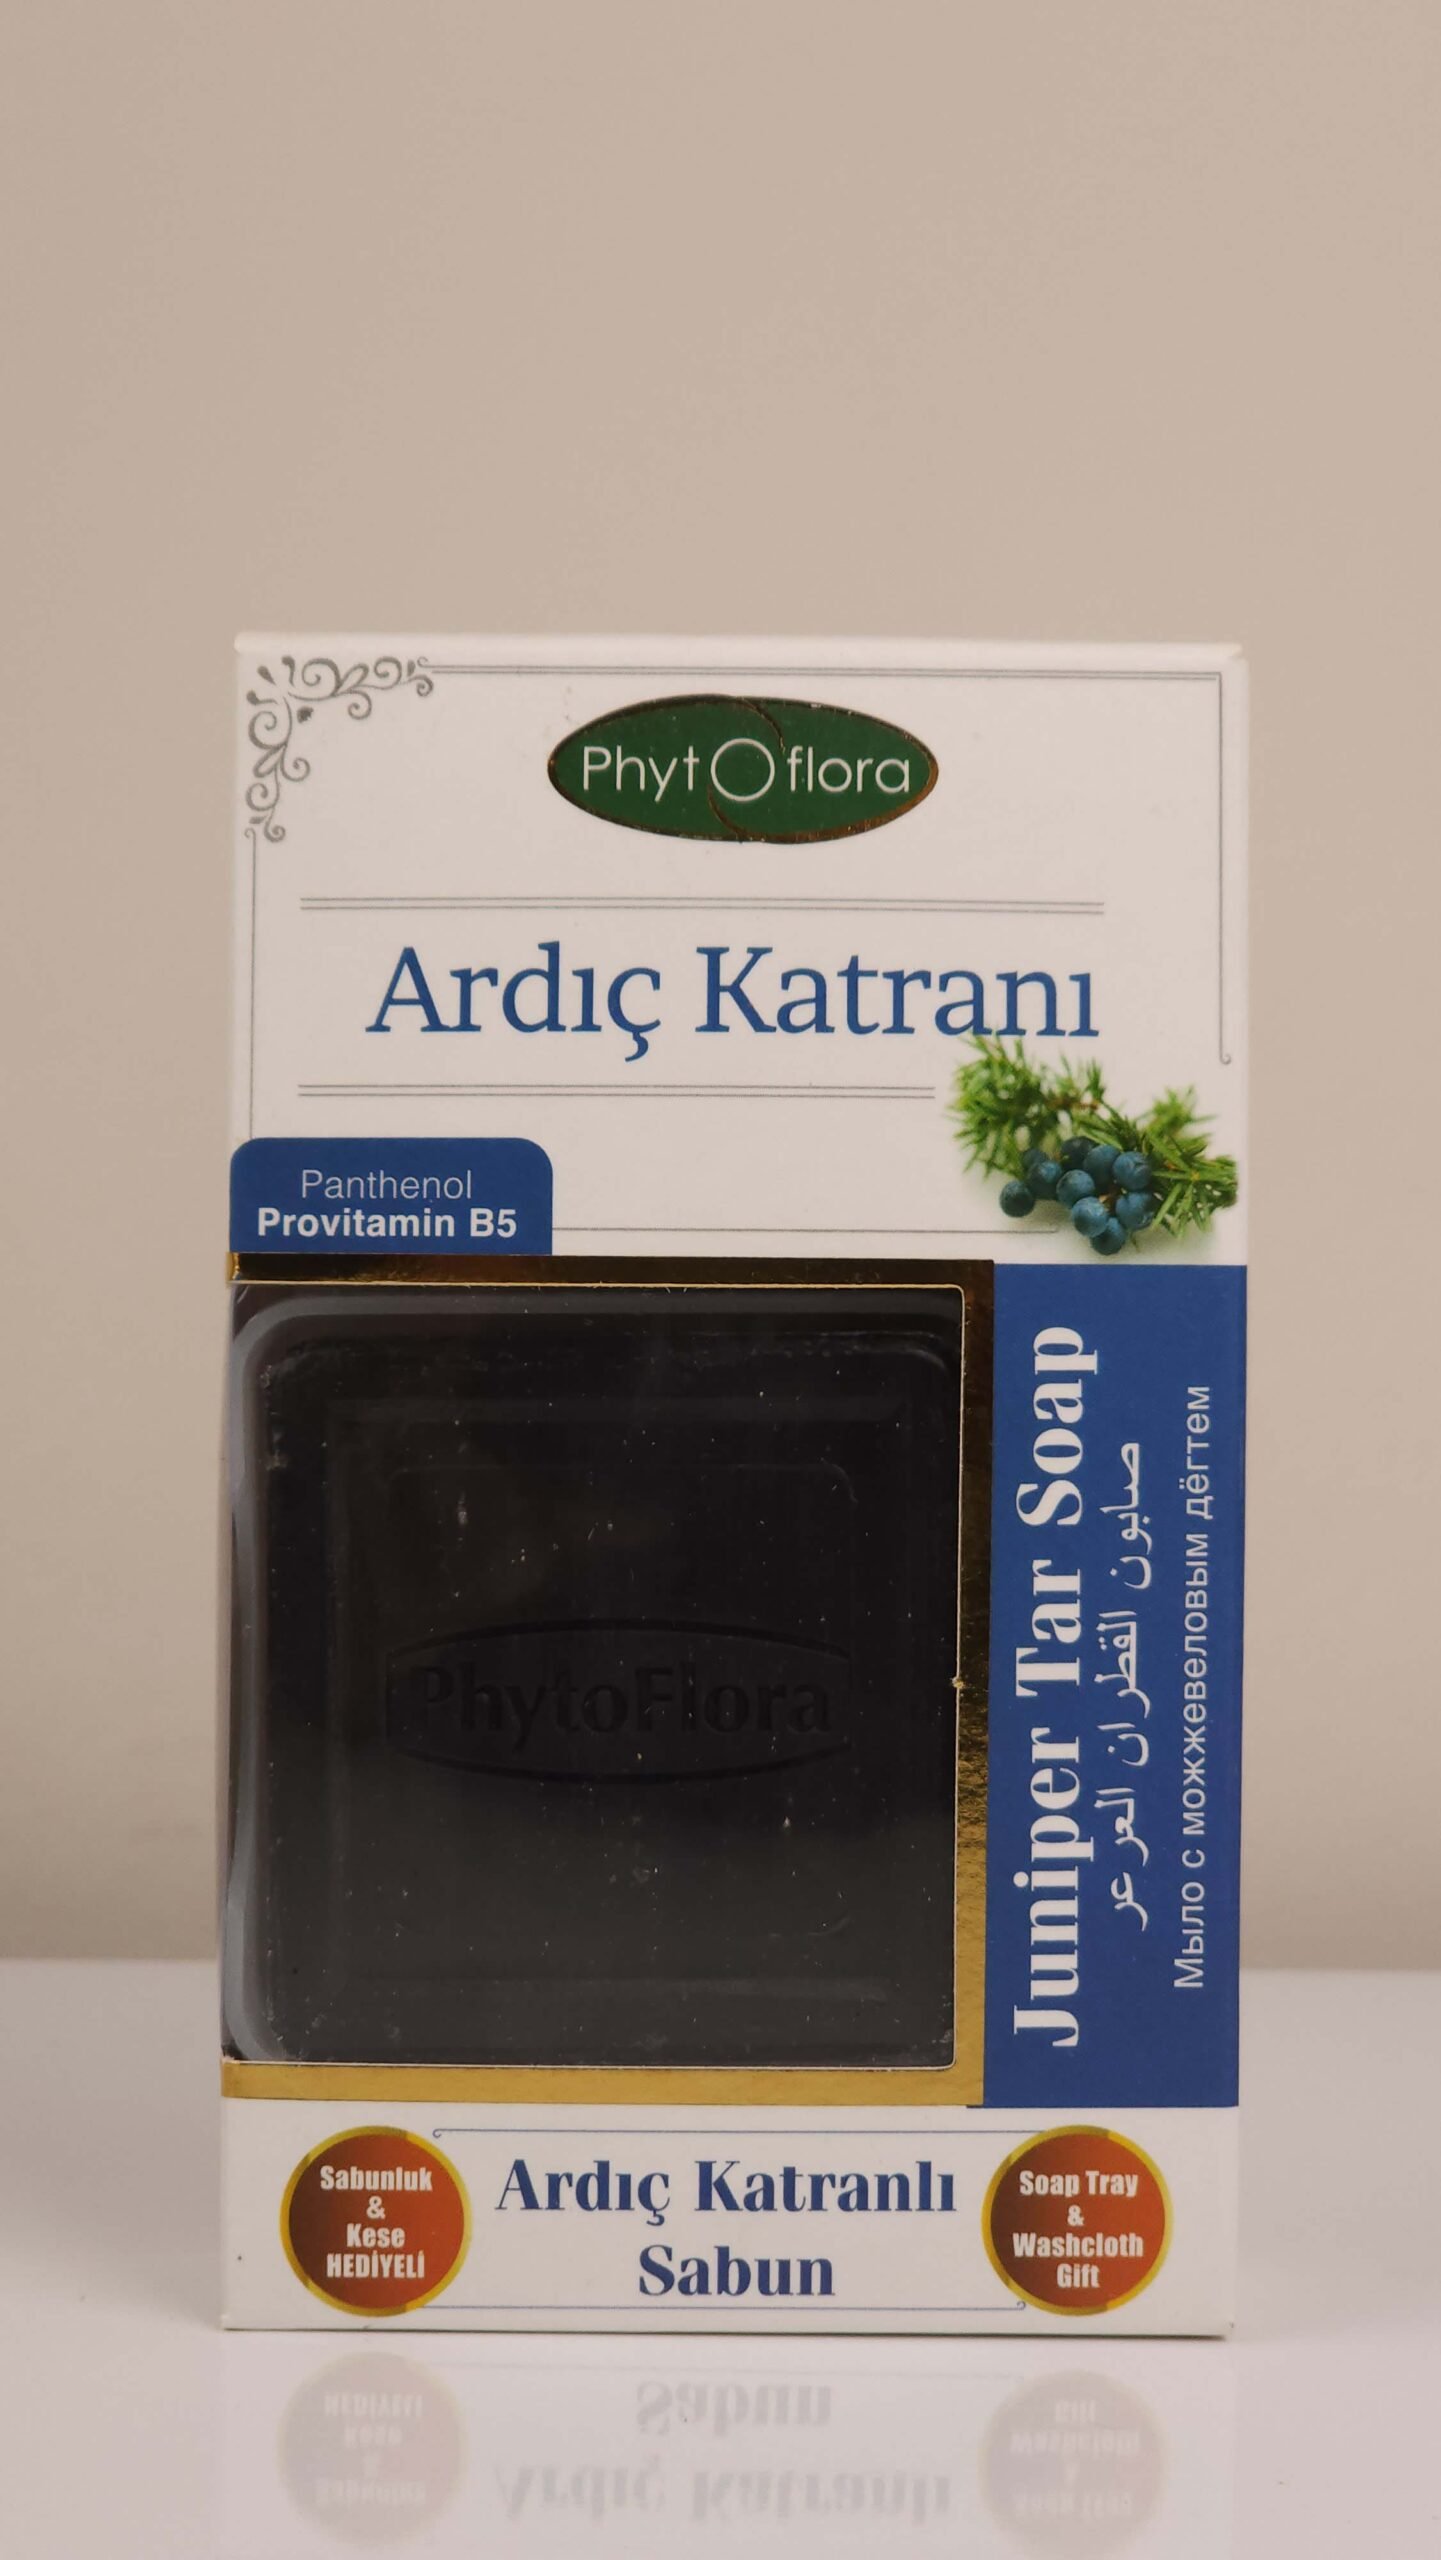 Phytoflora
Ardıç Katranı
Panthenol
Provitamin B5
PhytoFlora
Juniper Tar Soap
صابون القطران العرعر
Мыло с можжевеловым дёгтем
Sabunluk
&
Kese
HEDİYELİ
Ardıç Katranlı
Sabun
Soap Tray
&
Washcloth
Gift